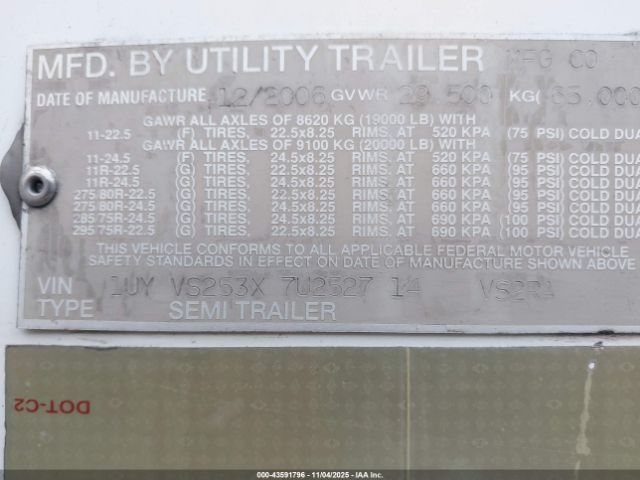 MFD. BY UTILITY TRAILER MFG CO
DATE OF MANUFACTURE 12/2006 GVWR 29 500 KG( 65,000
GAWR ALL AXLES OF 8620 KG (19000 LB) WITH
11-22.5 (F) TIRES, 22.5x8.25 RIMS. AT 520 KPA (75 PSI) COLD DUA
GAWR ALL AXLES OF 9100 KG (20000 LB) WITH
11-24.5 (F) TIRES, 24.5x8.25 RIMS. AT 520 KPA (75 PSI) COLD DUA
11R-22.5 (G) TIRES, 22.5x8.25 RIMS. AT 660 KPA (95 PSI) COLD DUA
11R-24.5 (G) TIRES, 24.5x8.25 RIMS. AT 660 KPA (95 PSI) COLD DUA
275 80R-22.5 (G) TIRES, 22.5x8.25 RIMS. AT 660 KPA (95 PSI) COLD DUA
275 80R-24.5 (G) TIRES, 24.5x8.25 RIMS. AT 660 KPA (95 PSI) COLD DUA
285 75R-24.5 (G) TIRES, 24.5x8.25 RIMS. AT 690 KPA (100 PSI) COLD DUA
295 75R-22.5 (G) TIRES, 22.5x8.25 RIMS. AT 690 KPA (100 PSI) COLD DUA
THIS VEHICLE CONFORMS TO ALL APPLICABLE FEDERAL MOTOR VEHICLE
SAFETY STANDARDS IN EFFECT ON DATE OF MANUFACTURE SHOWN ABOVE
VIN 1UY VS253X 7U2527 14 VS2RA
TYPE SEMI TRAILER
DOT-C2
000-43591796 - 11/04/2025 - IAA Inc.